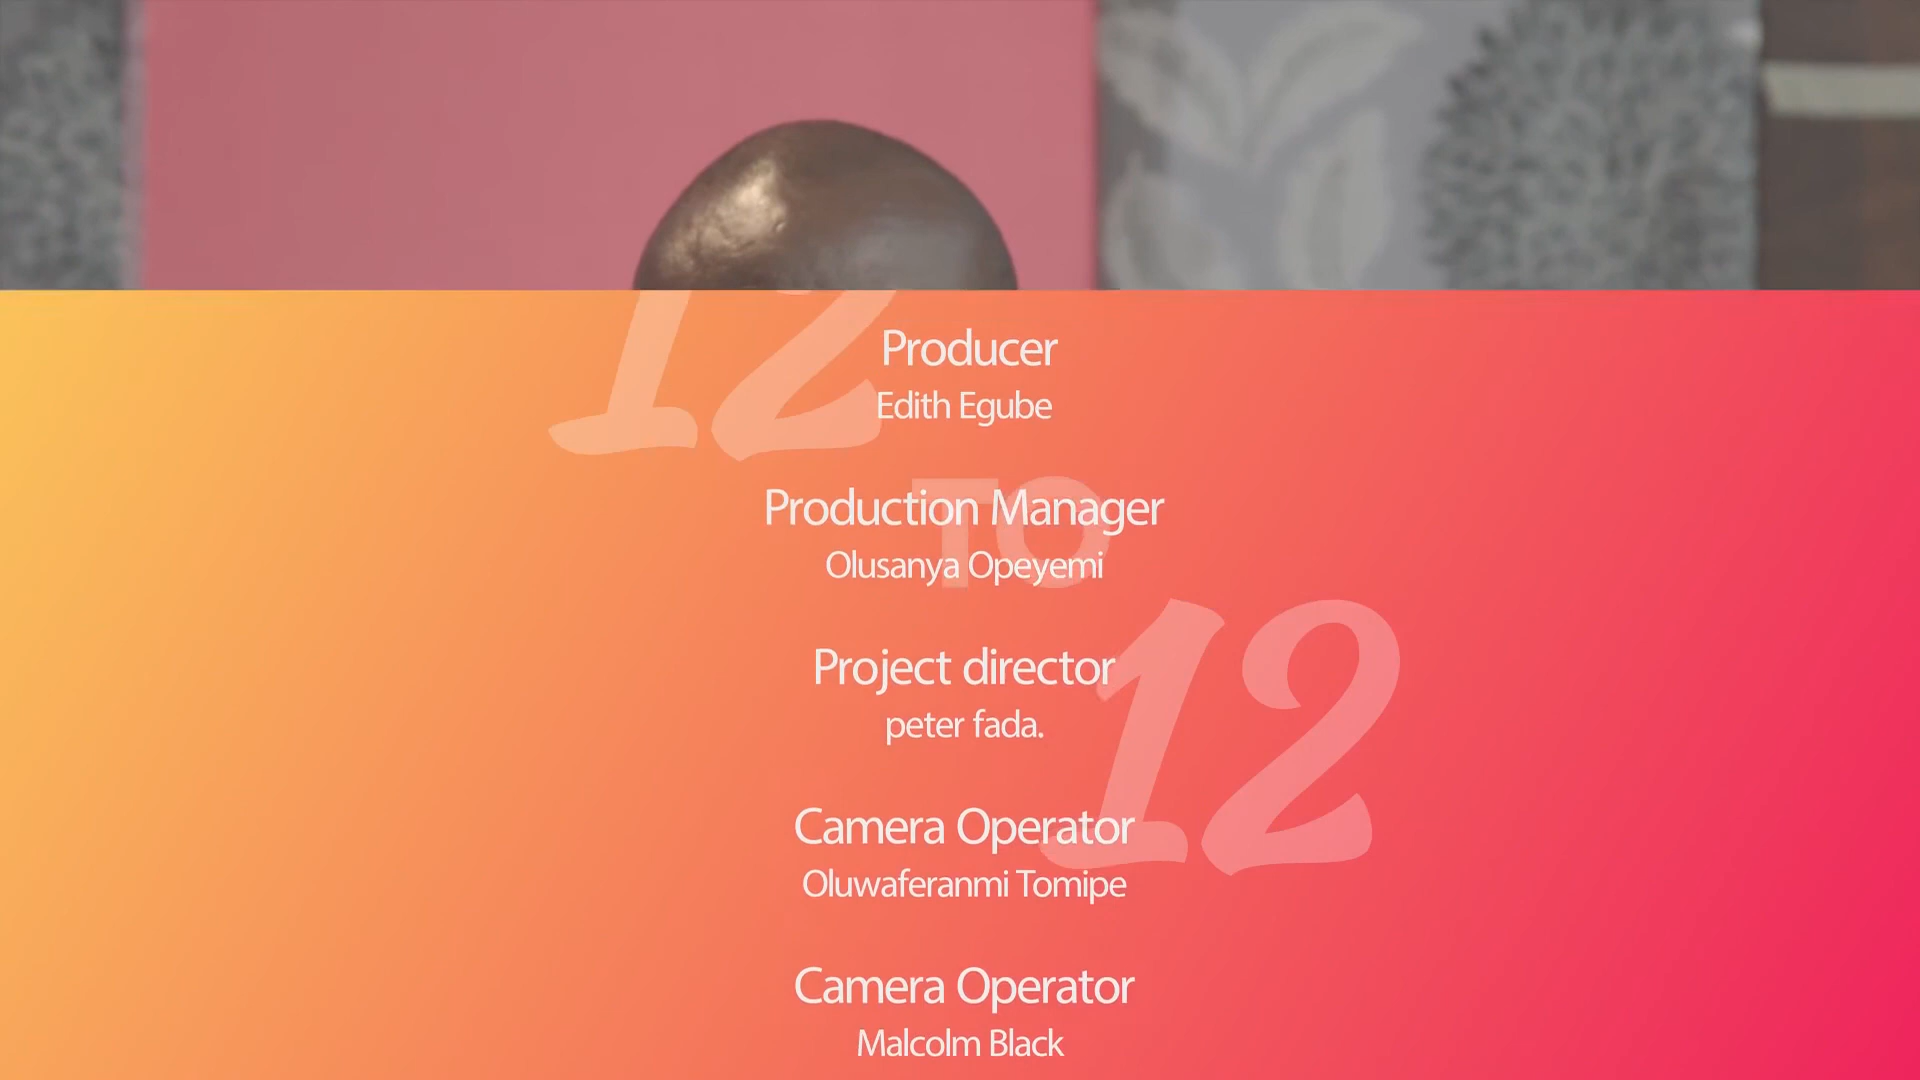 12
Producer
Edith Egube
TO
Production Manager
Olusanya Opeyemi
12
Project director
peter fada.
Camera Operator
Oluwaferanmi Tomipe
Camera Operator
Malcolm Black